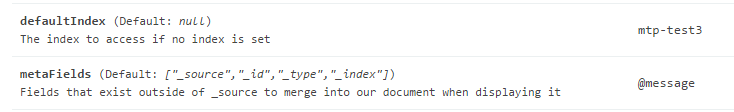 defaultIndex (Default: null)
The index to access if no index is set
mtp-test3
metaFields (Default: ["_source","_id","_type","_index"])
Fields that exist outside of _source to merge into our document when displaying it
@message